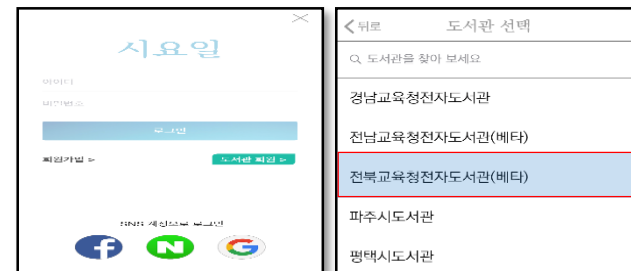 시요일
아이디
비밀번호
로그인
회원가입 >
도서관 회원 >
SNS 계정으로 로그인
뒤로
도서관 선택
도서관을 찾아 보세요
경남교육청전자도서관
전남교육청전자도서관(베타)
전북교육청전자도서관(베타)
파주시도서관
평택시도서관